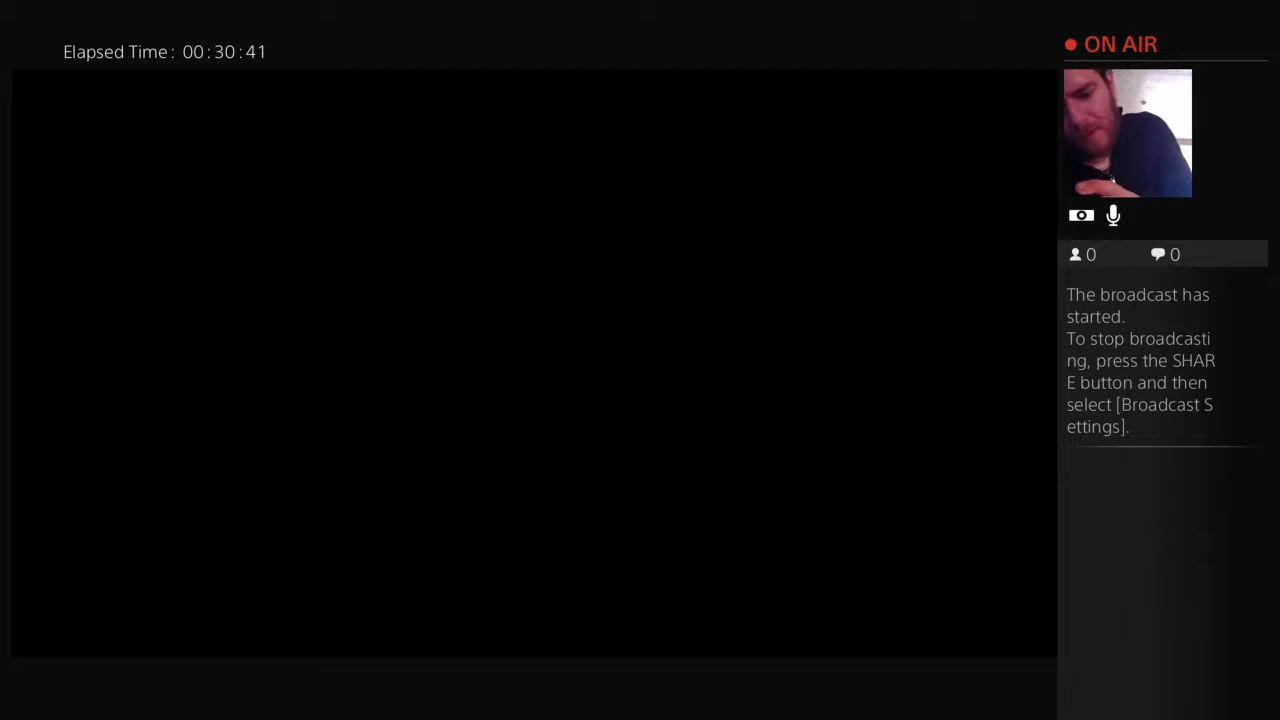 Elapsed Time: 00:30:41
ON AIR
0 0
The broadcast has
started.
To stop broadcasti
ng, press the SHAR
E button and then
select [Broadcast S
ettings].